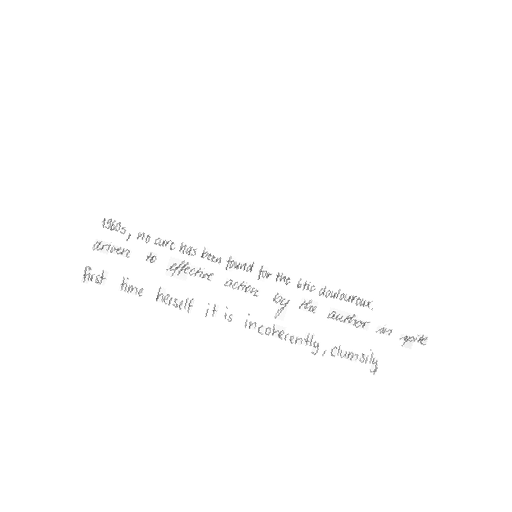 1960s, no cure has been found for the btic douloureux.
driven to effective action by the author in spite
first time herself it is incoherently, clumsily